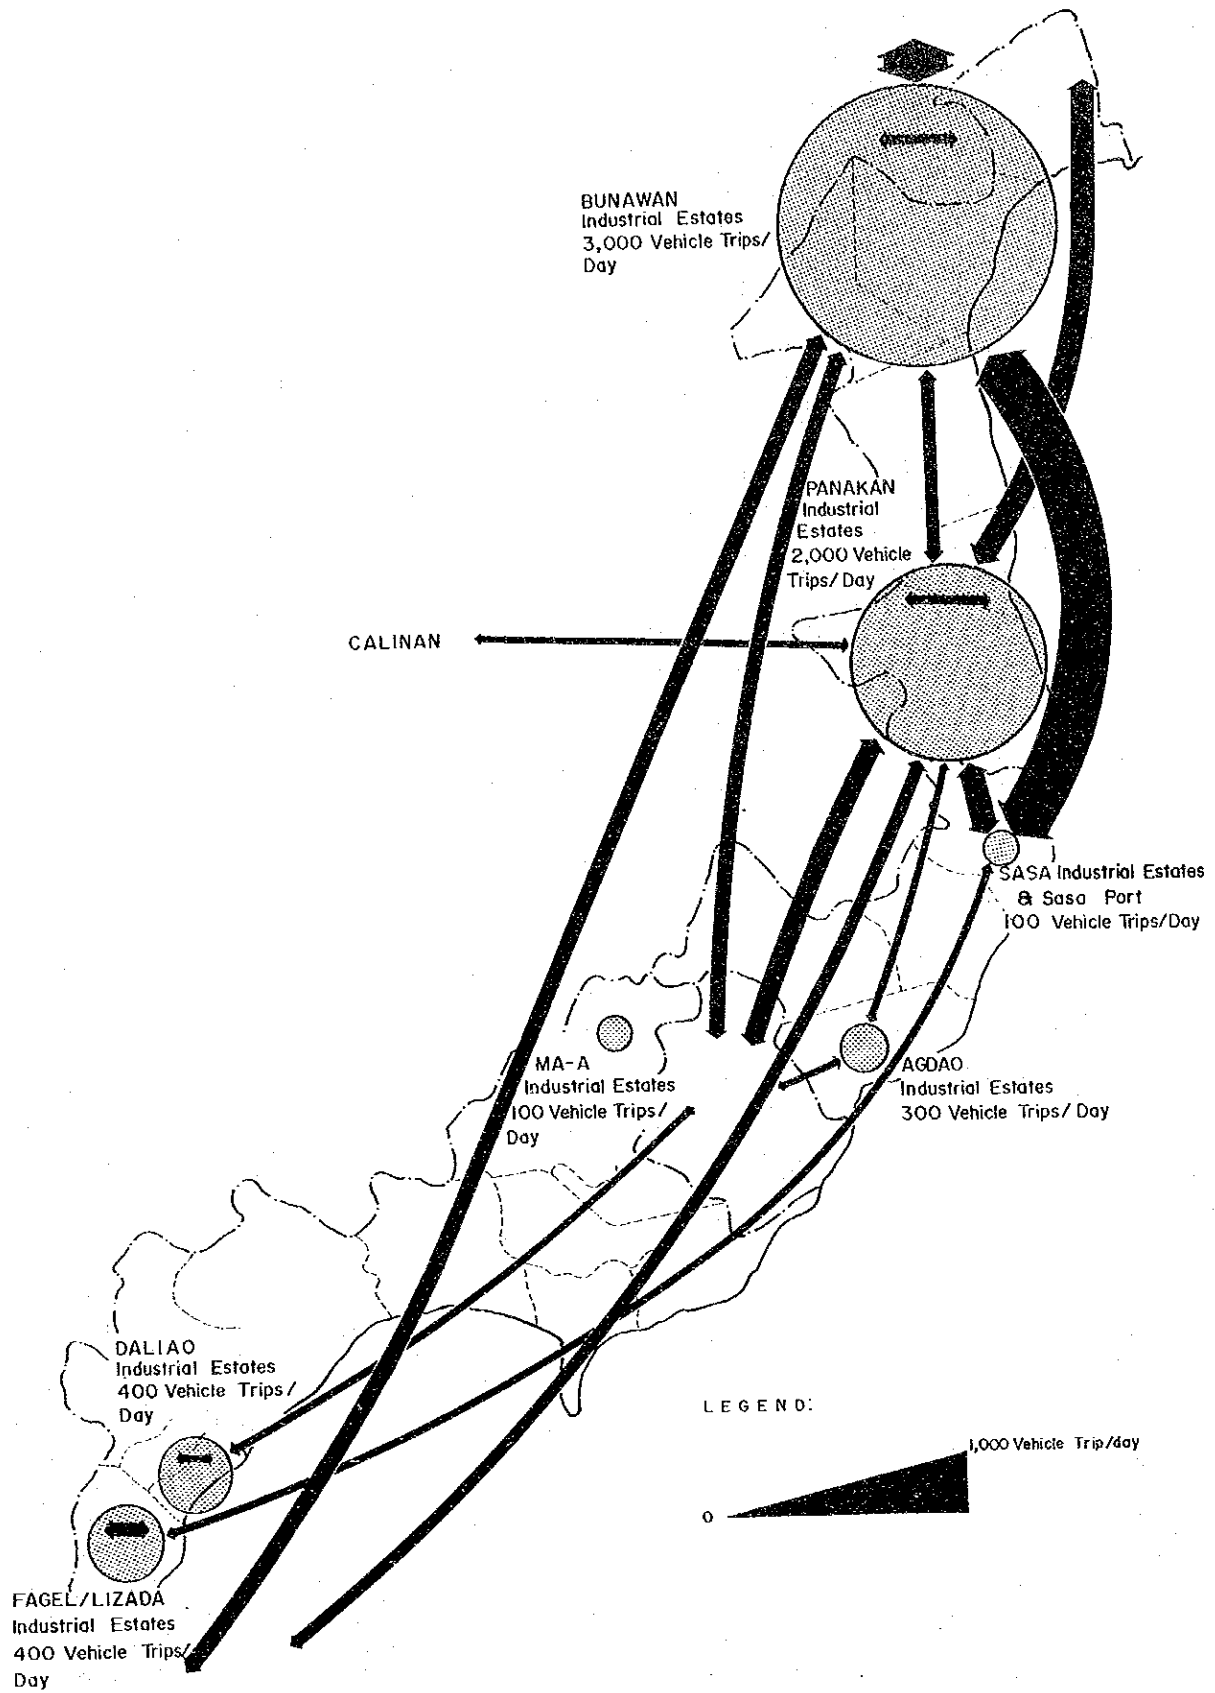 BUNAWAN
Industrial Estates
3,000 Vehicle Trips/
Day
PANAKAN
Industrial
Estates
2,000 Vehicle
Trips/Day
CALINAN
SASA Industrial Estates
& Sasa Port
100 Vehicle Trips/Day
MA-A
Industrial Estates
100 Vehicle Trips/
Day
AGDAO
Industrial Estates
300 Vehicle Trips/Day
DALIAO
Industrial Estates
400 Vehicle Trips/
Day
LEGEND:
1,000 Vehicle Trip/day
0
FAGEL/LIZADA
Industrial Estates
400 Vehicle Trips/
Day